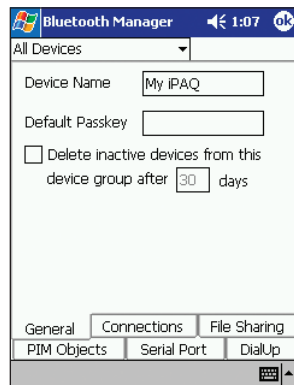 Bluetooth Manager 1:07 ok
All Devices
Device Name My iPAQ
Default Passkey
Delete inactive devices from this
device group after 30 days
General Connections File Sharing
PIM Objects Serial Port DialUp